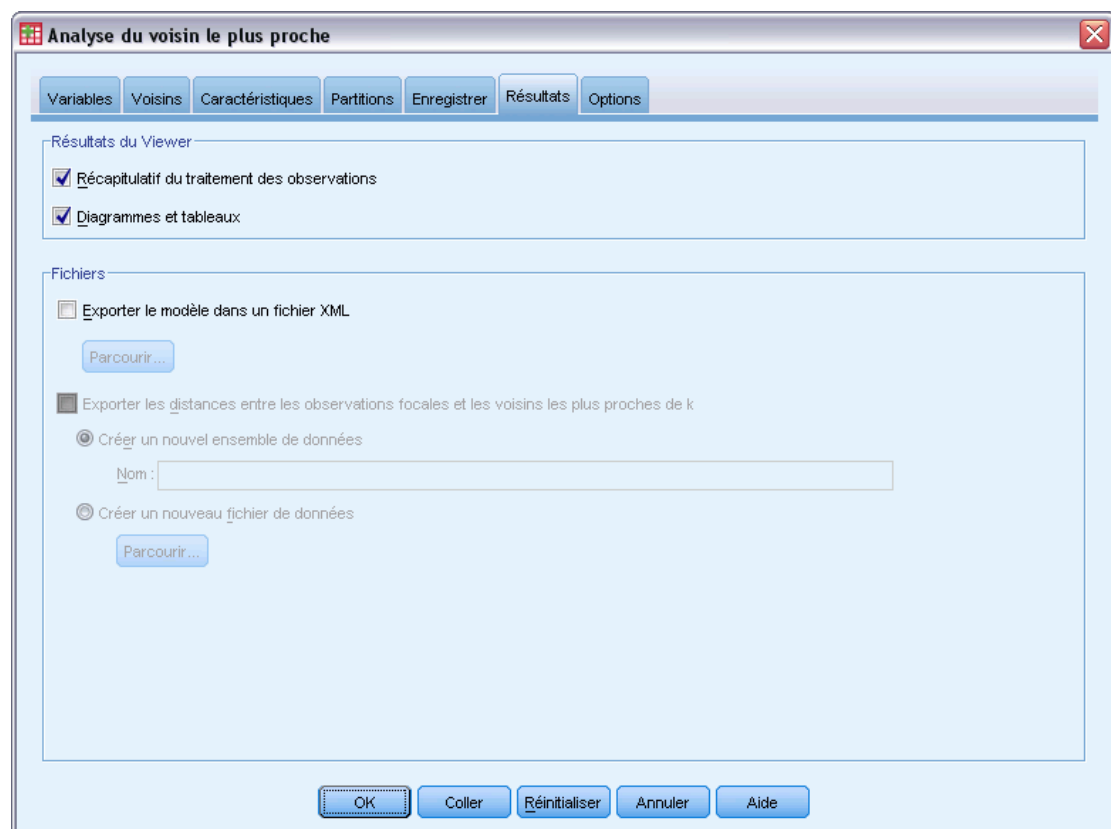 Analyse du voisin le plus proche
Variables Voisins Caractéristiques Partitions Enregistrer Résultats Options
Résultats du Viewer
Récapitulatif du traitement des observations
Diagrammes et tableaux
Fichiers
Exporter le modèle dans un fichier XML
Parcourir...
Exporter les distances entre les observations focales et les voisins les plus proches de k
Créer un nouvel ensemble de données
Nom :
Créer un nouveau fichier de données
Parcourir...
OK Coller Réinitialiser Annuler Aide